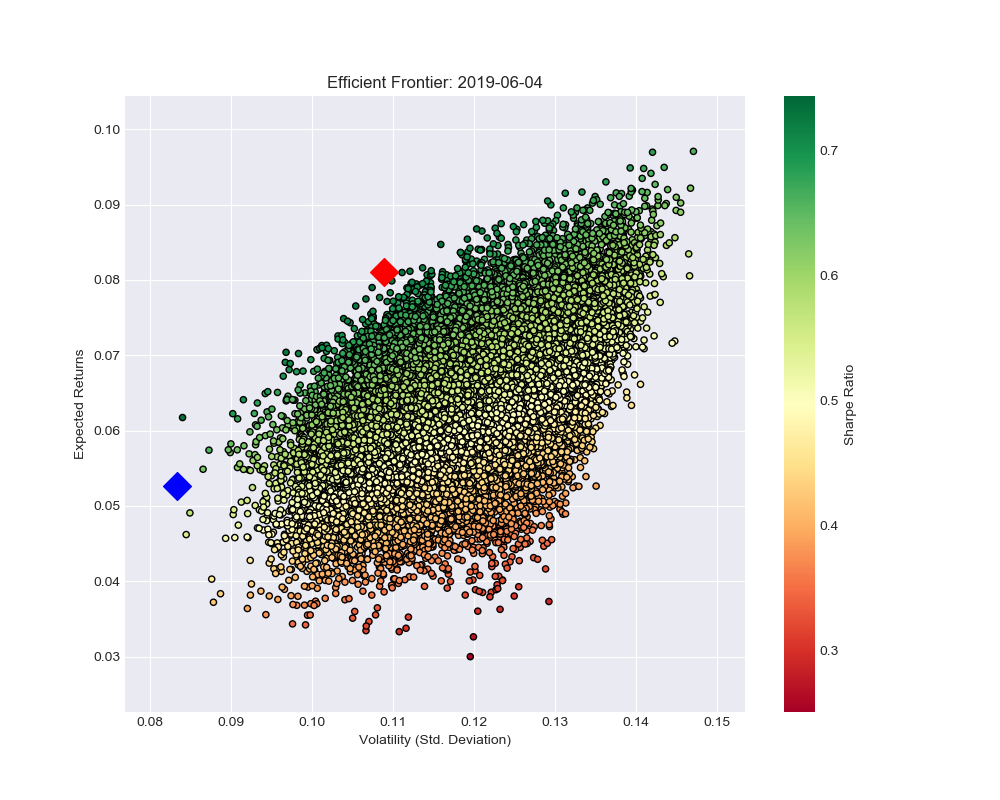 Efficient Frontier: 2019-06-04
0.10
0.09
0.08
0.07
0.06
0.05
0.04
0.03
Expected Returns
0.08 0.09 0.10 0.11 0.12 0.13 0.14 0.15
Volatility (Std. Deviation)
0.7
0.6
0.5
0.4
0.3
Sharpe Ratio